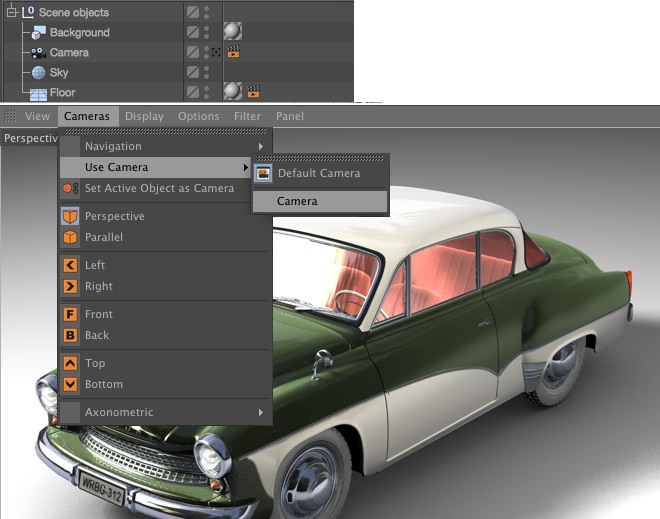 Scene objects
Background
Camera
Sky
Floor
View Cameras Display Options Filter Panel
Perspectiv
Navigation
Use Camera
Default Camera
Set Active Object as Camera
Camera
Perspective
Parallel
Left
Right
F Front
B Back
Top
Bottom
Axonometric
WRBG-312